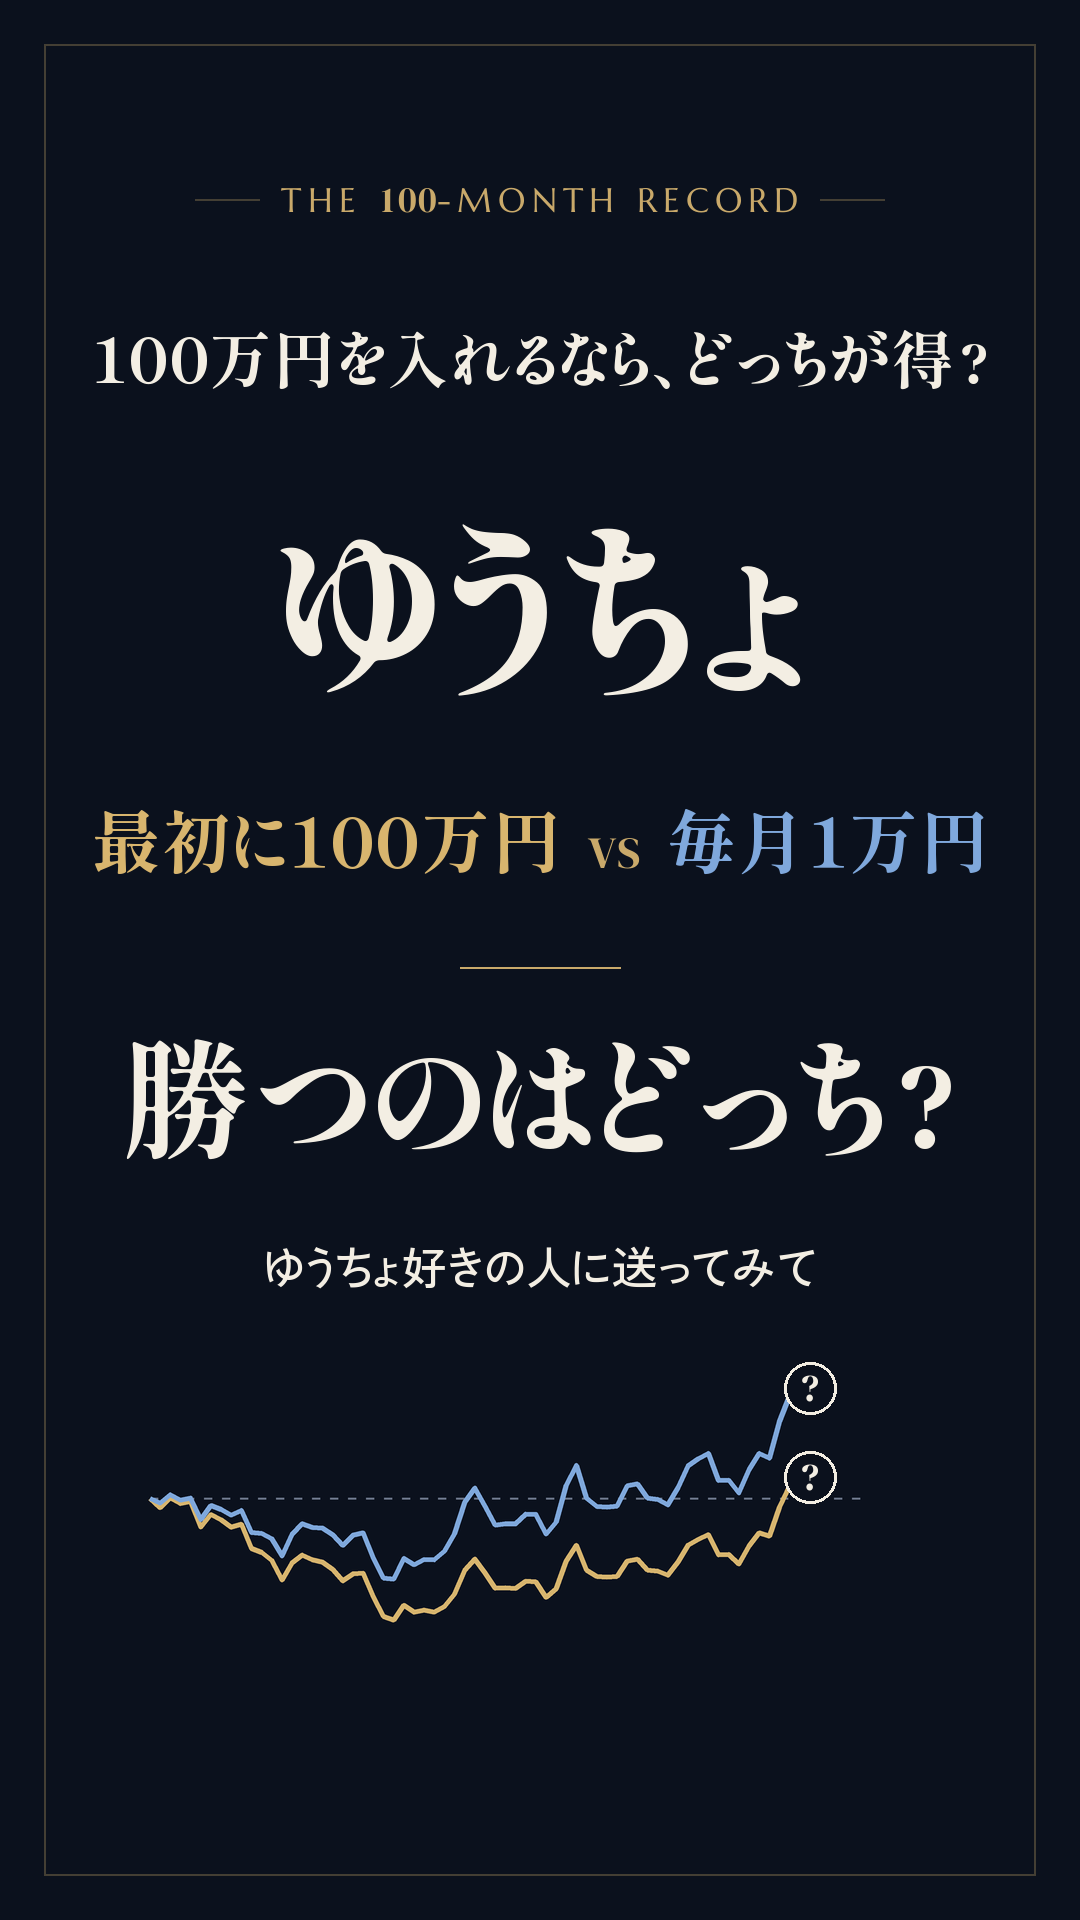 THE 100-MONTH RECORD
100万円を入れるなら、どっちが得?
ゆうちょ
最初に100万円 vs 毎月1万円
勝つのはどっち?
ゆうちょ好きの人に送ってみて
?
?